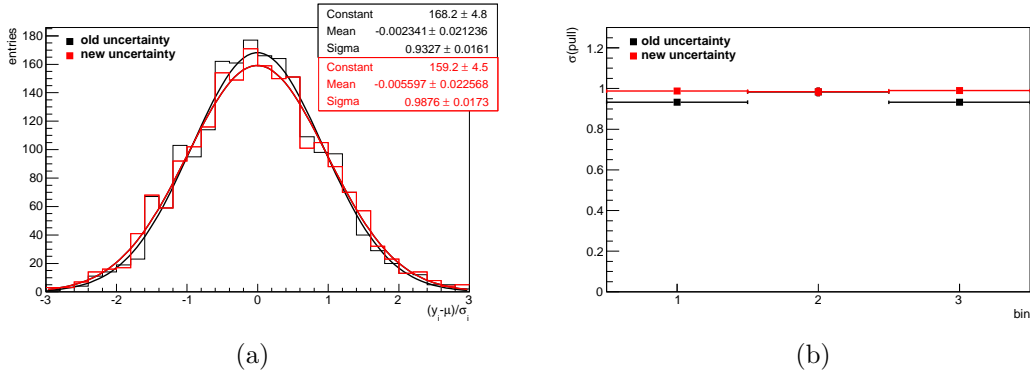 Constant 168.2 ± 4.8
Mean -0.002341 ± 0.021236
Sigma 0.9327 ± 0.0161
Constant 159.2 ± 4.5
Mean -0.005597 ± 0.022568
Sigma 0.9876 ± 0.0173
old uncertainty
new uncertainty
entries
180
160
140
120
100
80
60
40
20
0
-3 -2 -1 0 1 2 3
(y_i-μ)/σ_i
(a)
old uncertainty
new uncertainty
σ(pull)
1.2
1
0.8
0.6
0.4
0.2
0
1 2 3
bin
(b)